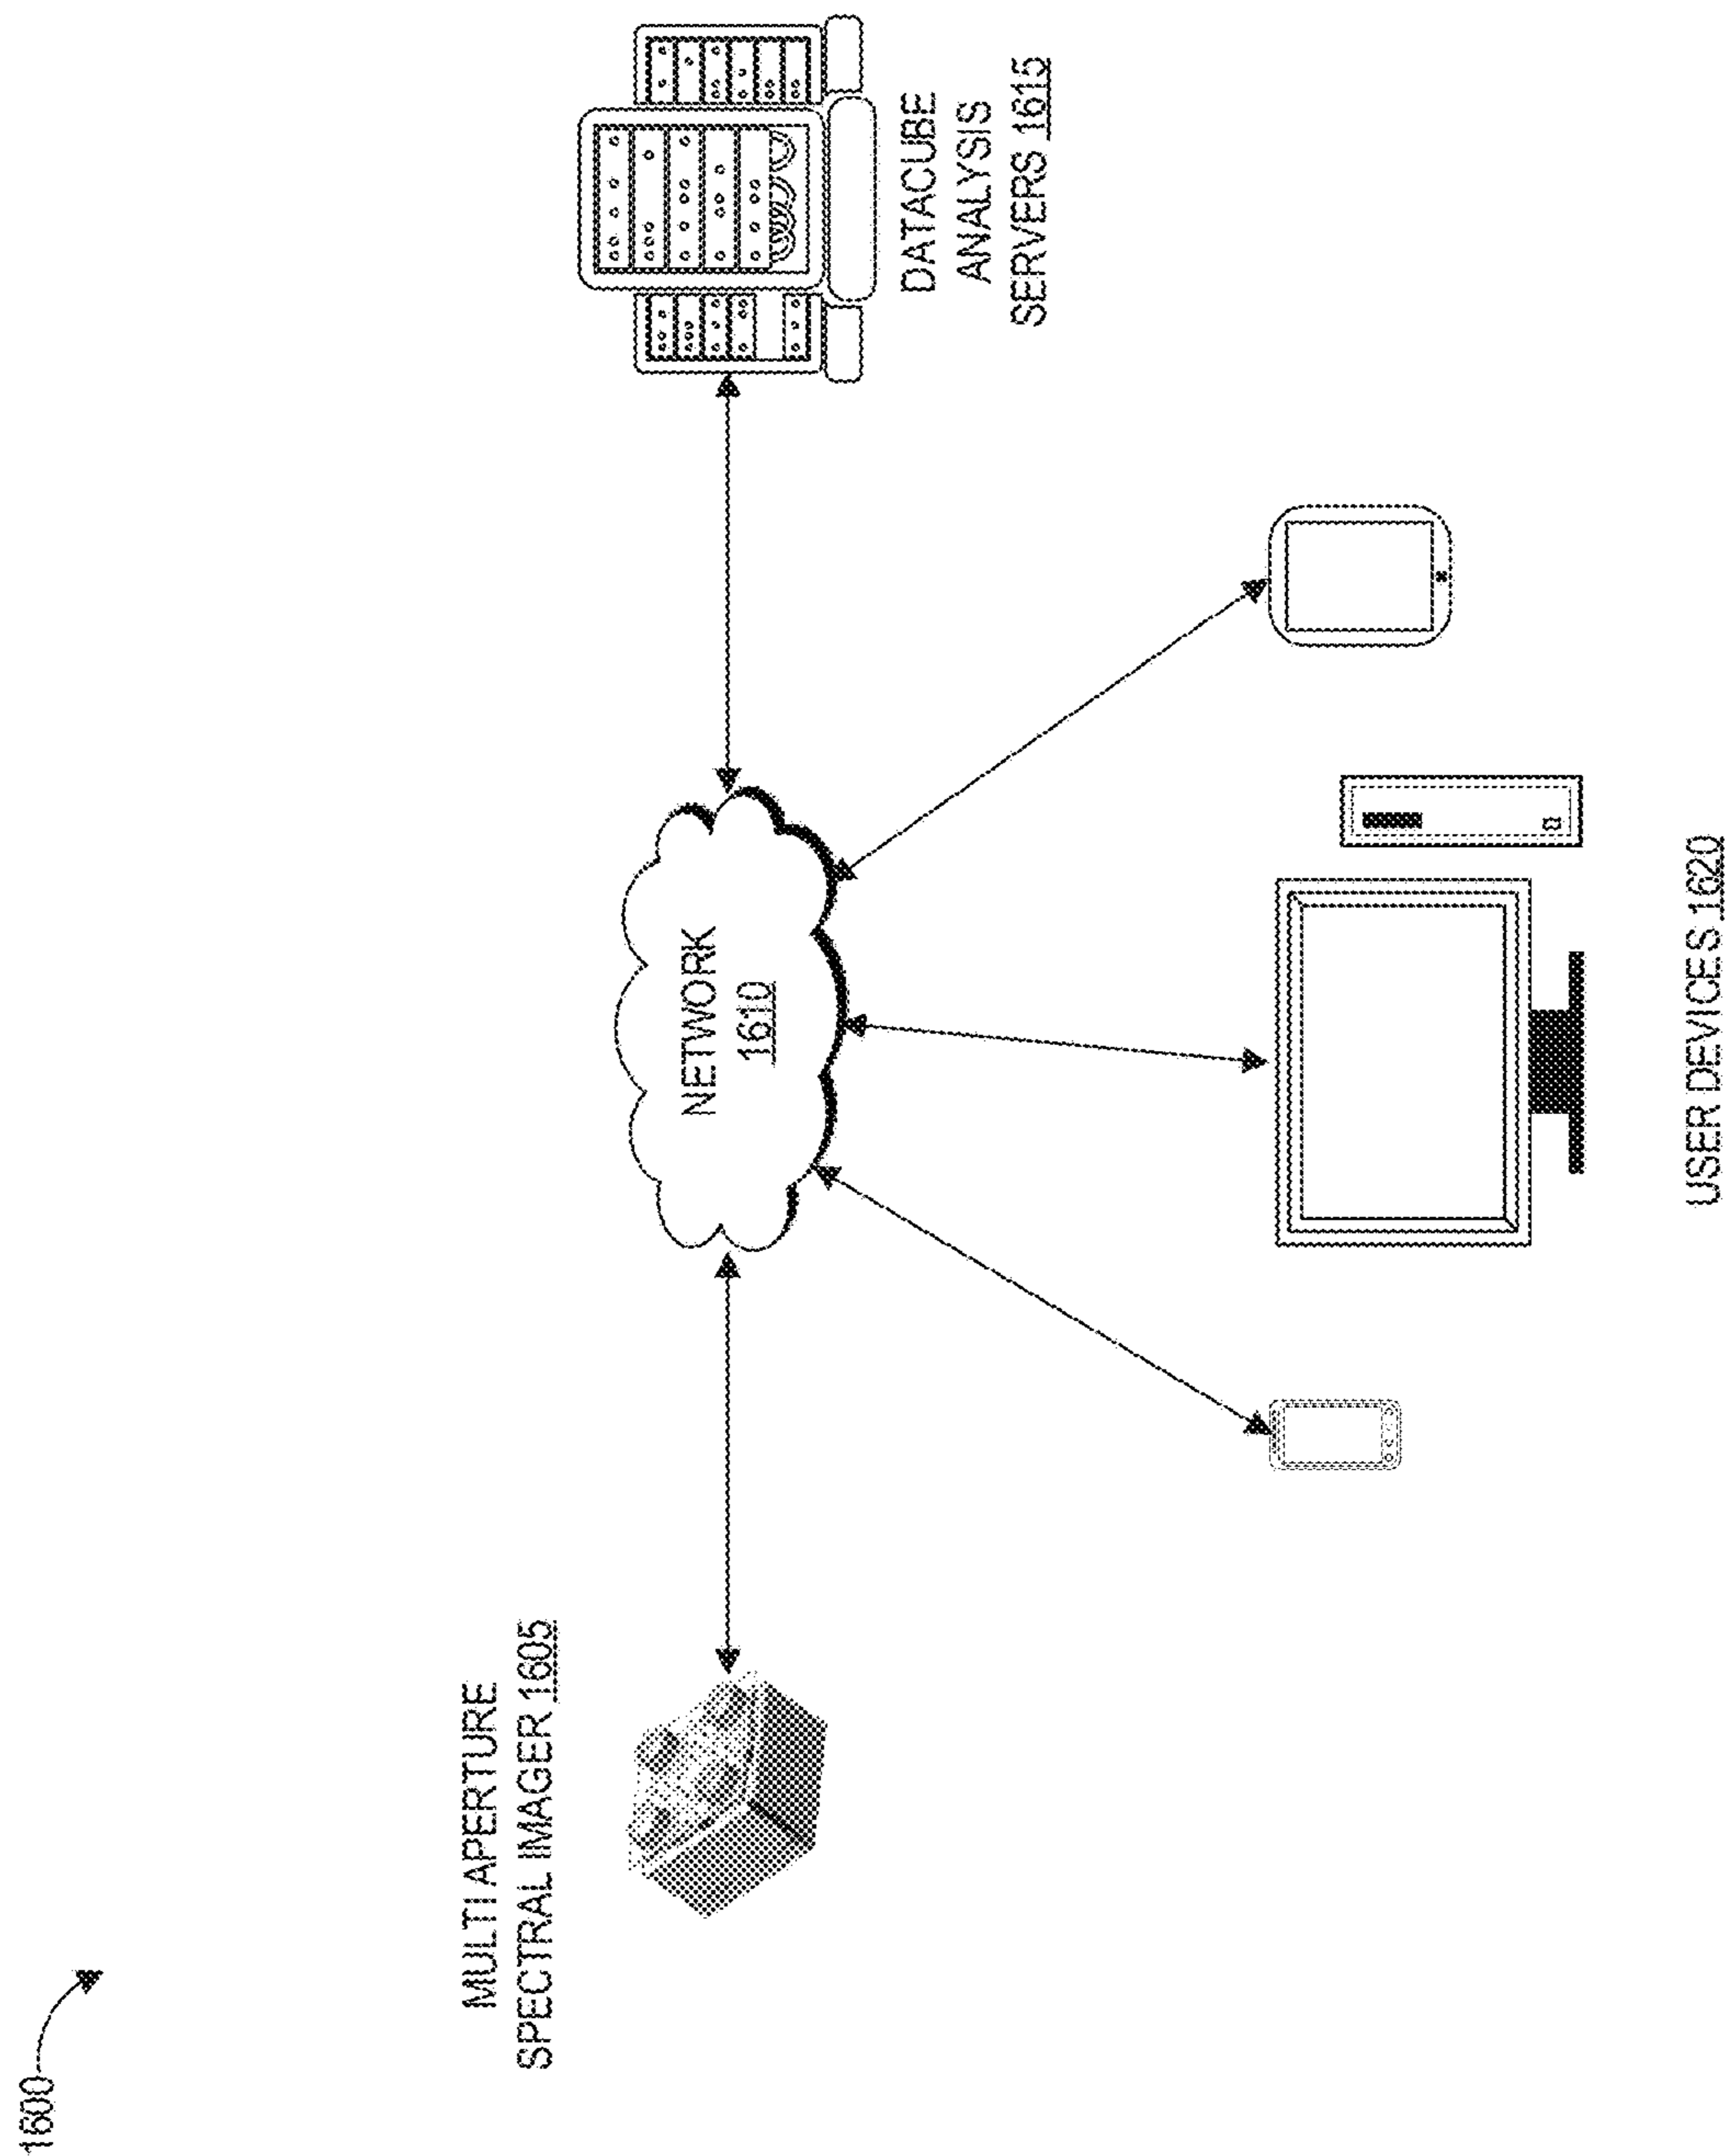 1600
MULTI APERTURE
SPECTRAL IMAGER 1605
NETWORK
1610
DATACUBE
ANALYSIS
SERVERS 1615
USER DEVICES 1620